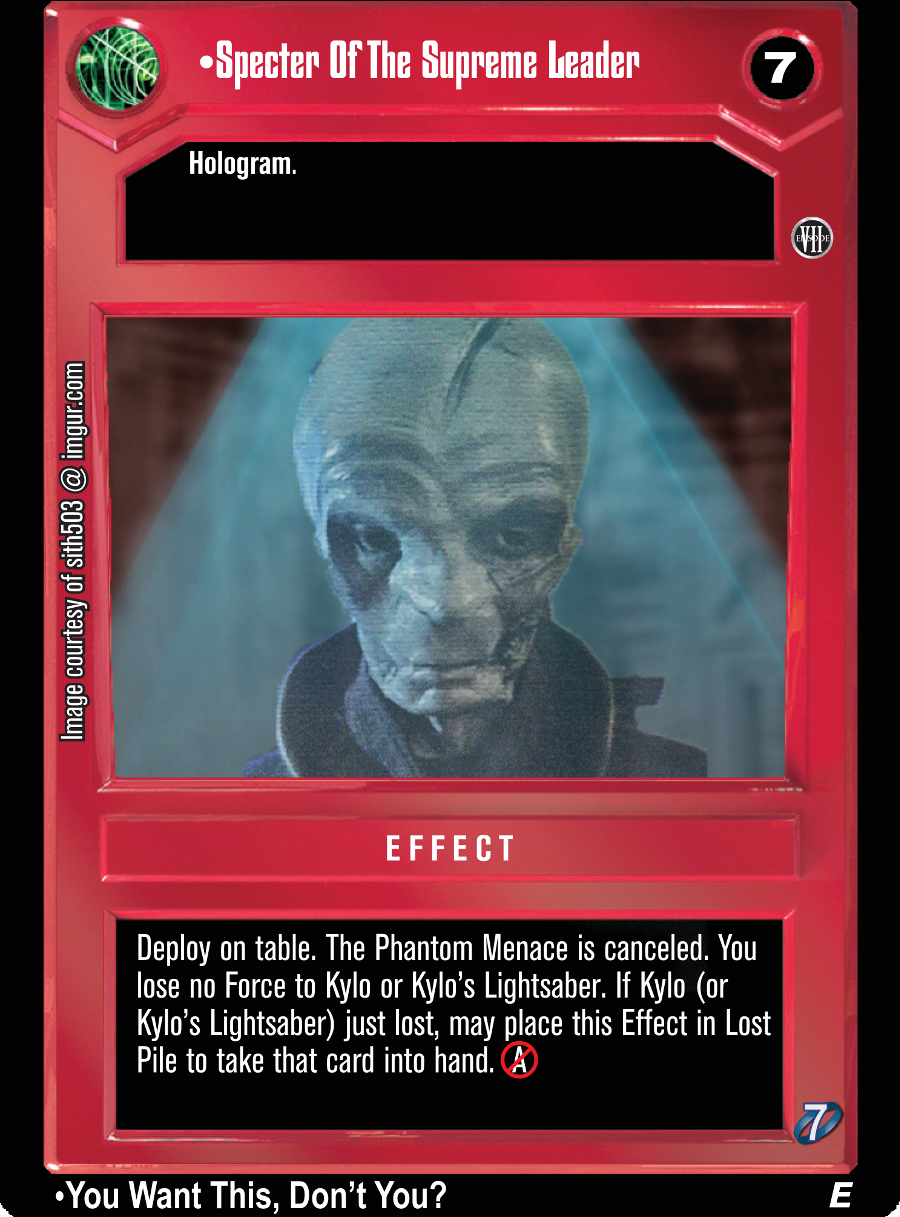 •Specter Of The Supreme Leader
7
Hologram.
EPISODE
VII
Image courtesy of sith503 @ imgur.com
EFFECT
Deploy on table. The Phantom Menace is canceled. You
lose no Force to Kylo or Kylo’s Lightsaber. If Kylo (or
Kylo’s Lightsaber) just lost, may place this Effect in Lost
Pile to take that card into hand. A
7
•You Want This, Don’t You?
E